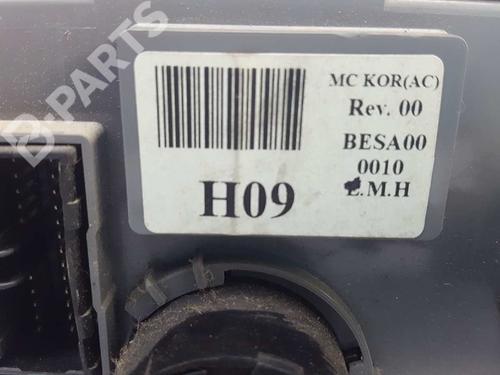 B-PARTS
MC KOR(AC)
Rev. 00
BESA00
0010
E.M.H
H09